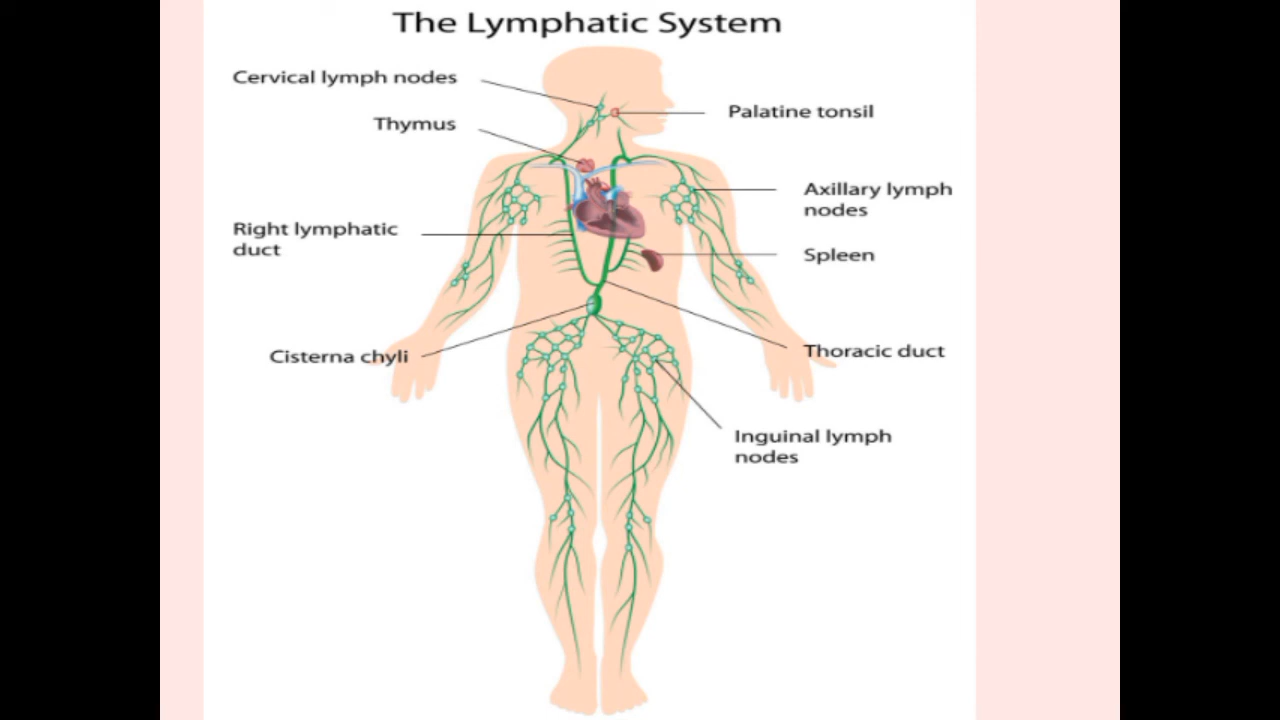 The Lymphatic System
Cervical lymph nodes
Palatine tonsil
Thymus
Axillary lymph
nodes
Right lymphatic
duct
Spleen
Cisterna chyli
Thoracic duct
Inguinal lymph
nodes